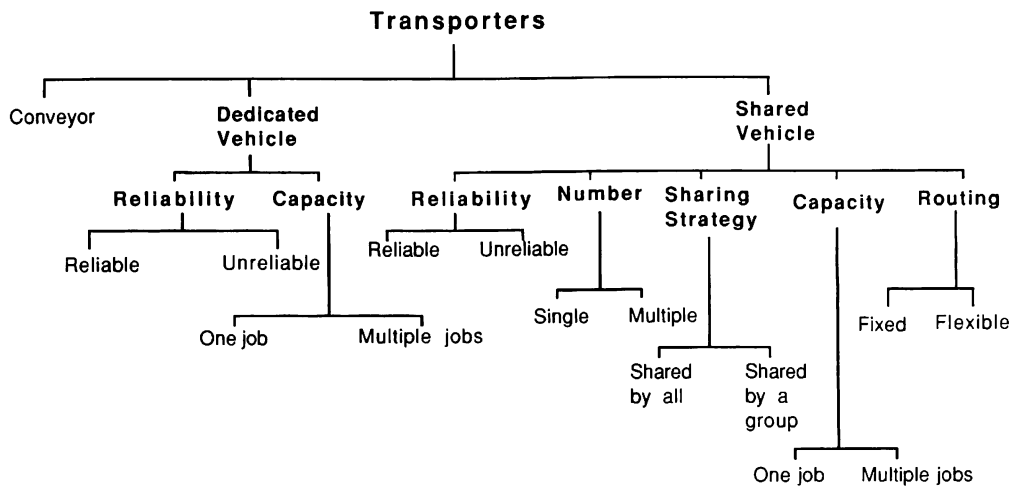 Transporters
Conveyor
Dedicated
Vehicle
Shared
Vehicle
Reliability
Capacity
Reliability
Number
Sharing
Strategy
Capacity
Routing
Reliable
Unreliable
Reliable
Unreliable
One job
Multiple jobs
Single
Multiple
Fixed
Flexible
Shared
by all
Shared
by a
group
One job
Multiple jobs